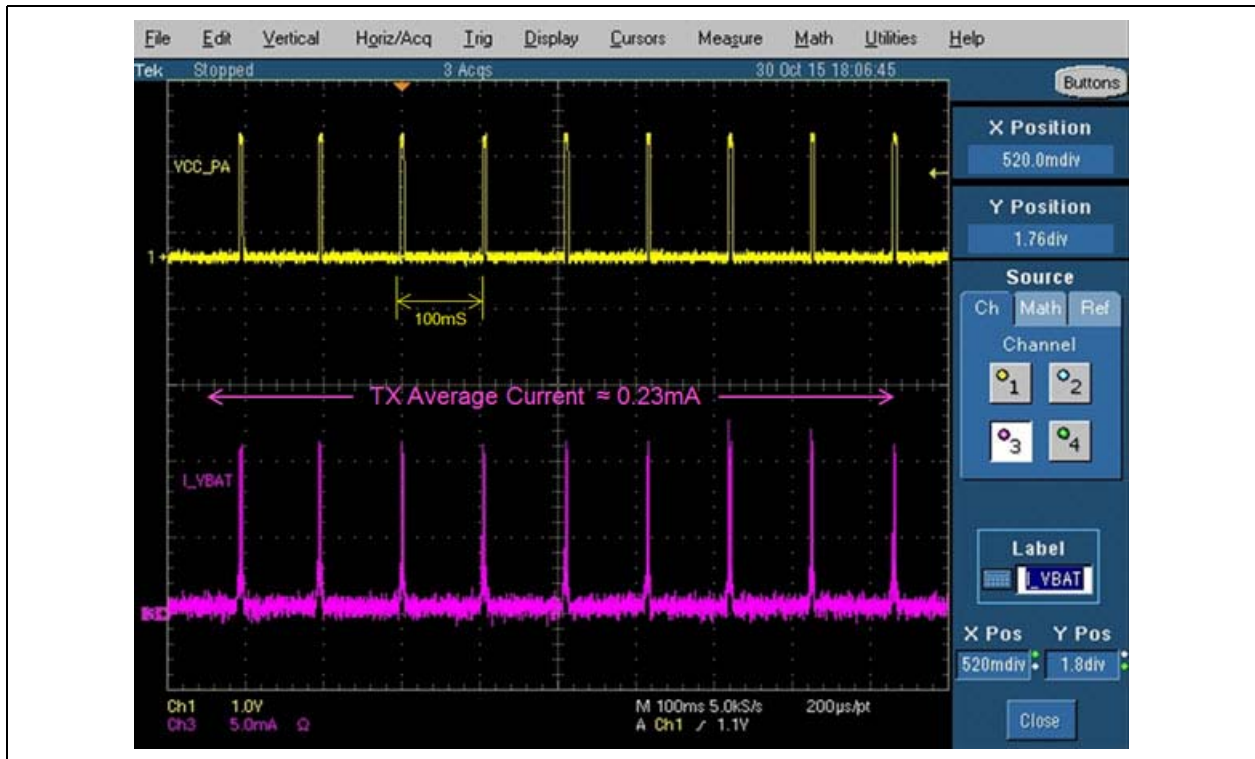 File Edit Vertical Horiz/Acq Trig Display Cursors Measure Math Utilities Help
Tek Stopped 3 Acqs 30 Oct 15 18:06:45
Buttons
X Position
520.0mdiv
Y Position
1.76div
Source
Ch Math Ref
Channel
1 2
3 4
Label
I_VBAT
X Pos Y Pos
520mdiv 1.8div
Close
VCC_PA
1
100mS
TX Average Current ≈ 0.23mA
I_VBAT
Ch1 1.0V M 100ms 5.0kS/s 200µs/pt
Ch3 5.0mA Ω A Ch1 1.1V